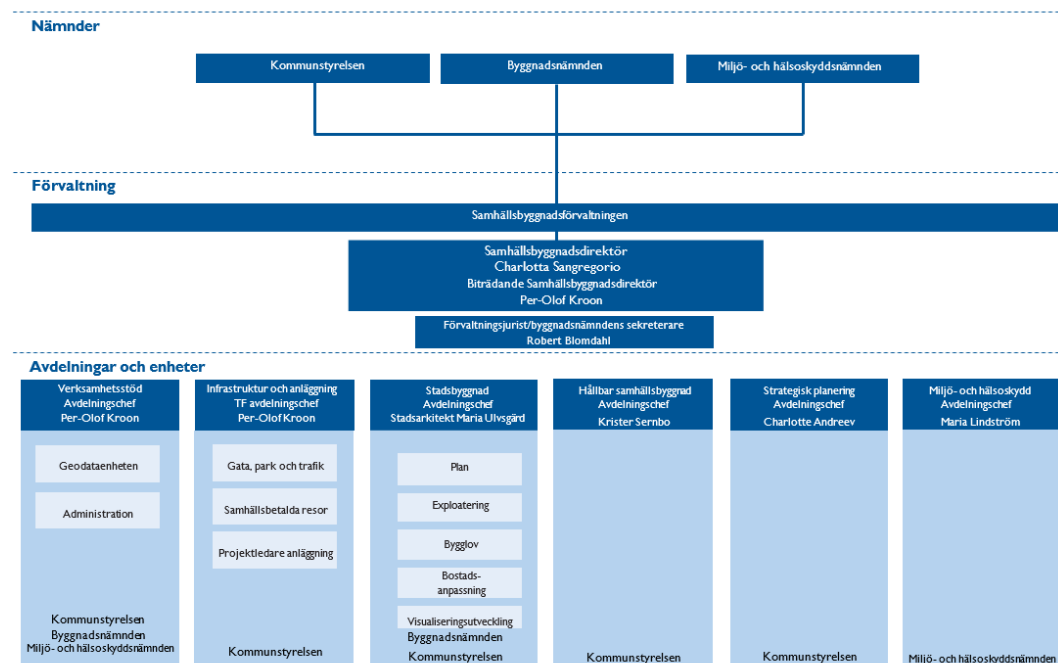 Nämnder
Kommunstyrelsen
Byggnadsnämnden
Miljö- och hälsoskyddsnämnden
Förvaltning
Samhällsbyggnadsförvaltningen
Samhällsbyggnadsdirektör
Charlotta Sangregorio
Biträdande Samhällsbyggnadsdirektör
Per-Olof Kroon
Förvaltningsjurist/byggnadsnämndens sekreterare
Robert Blomdahl
Avdelningar och enheter
Verksamhetsstöd
Avdelningschef
Per-Olof Kroon
Geodataenheten
Administration
Kommunstyrelsen
Byggnadsnämnden
Miljö- och hälsoskyddsnämnden
Infrastruktur och anläggning
TF avdelningschef
Per-Olof Kroon
Gata, park och trafik
Samhällsbetalda resor
Projektledare anläggning
Kommunstyrelsen
Stadsbyggnad
Avdelningschef
Stadsarkitekt Maria Ulvsgärd
Plan
Exploatering
Bygglov
Bostads-
anpassning
Visualiseringsutveckling
Byggnadsnämnden
Kommunstyrelsen
Hållbar samhällsbyggnad
Avdelningschef
Krister Sernbo
Kommunstyrelsen
Strategisk planering
Avdelningschef
Charlotte Andreev
Kommunstyrelsen
Miljö- och hälsoskydd
Avdelningschef
Maria Lindström
Miljö- och hälsoskyddsnämnden